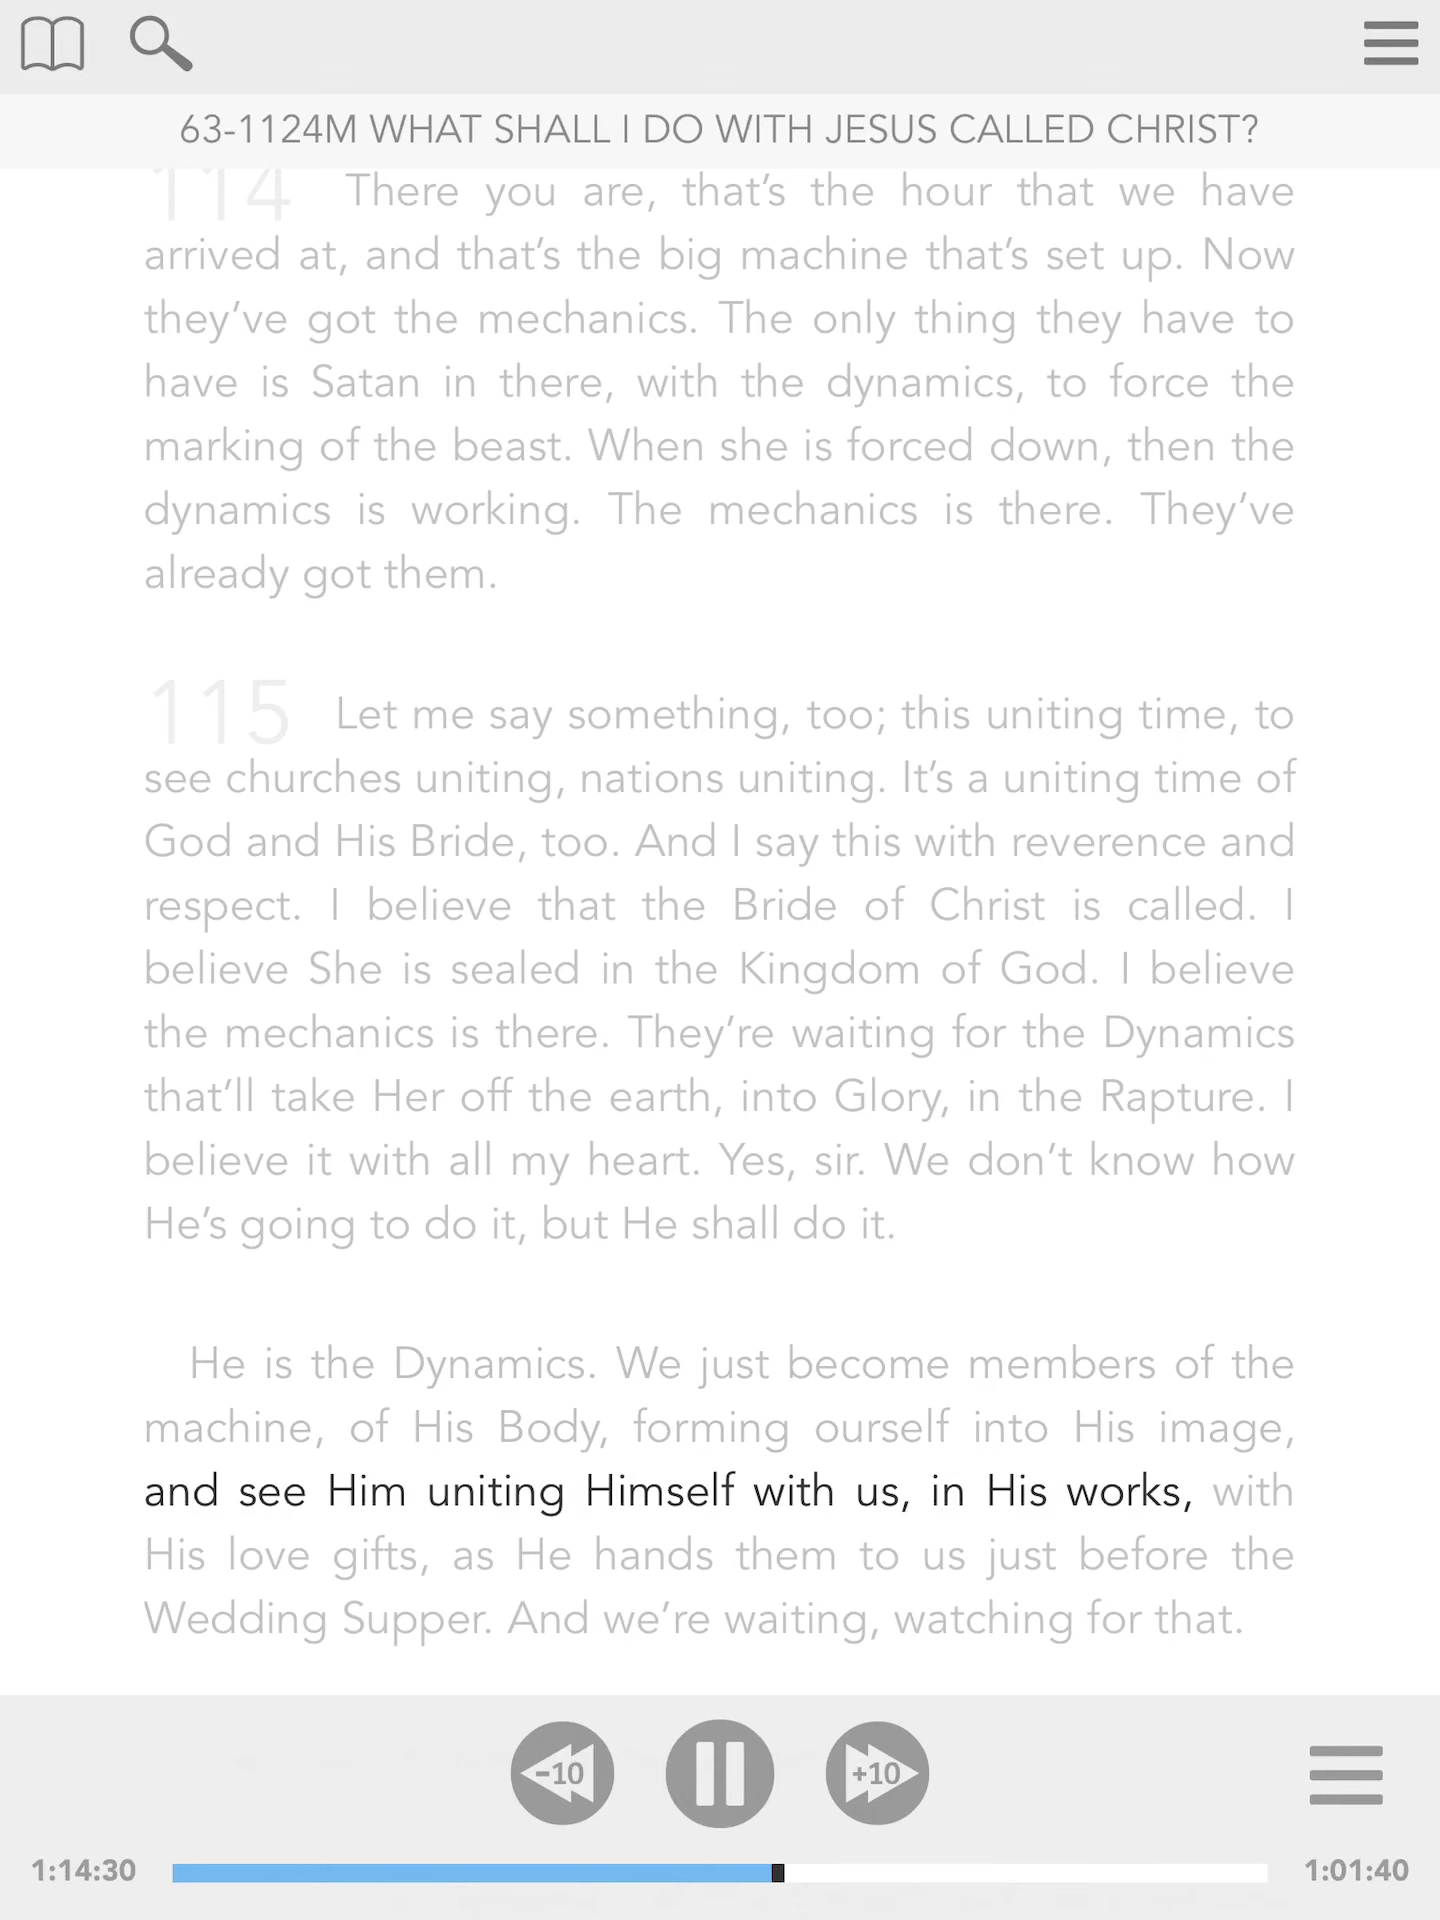 63-1124M WHAT SHALL I DO WITH JESUS CALLED CHRIST?
114 There you are, that's the hour that we have
arrived at, and that's the big machine that's set up. Now
they've got the mechanics. The only thing they have to
have is Satan in there, with the dynamics, to force the
marking of the beast. When she is forced down, then the
dynamics is working. The mechanics is there. They've
already got them.
115 Let me say something, too; this uniting time, to
see churches uniting, nations uniting. It's a uniting time of
God and His Bride, too. And I say this with reverence and
respect. I believe that the Bride of Christ is called. I
believe She is sealed in the Kingdom of God. I believe
the mechanics is there. They're waiting for the Dynamics
that'll take Her off the earth, into Glory, in the Rapture. I
believe it with all my heart. Yes, sir. We don't know how
He's going to do it, but He shall do it.
He is the Dynamics. We just become members of the
machine, of His Body, forming ourself into His image,
and see Him uniting Himself with us, in His works, with
His love gifts, as He hands them to us just before the
Wedding Supper. And we're waiting, watching for that.
-10 +10
1:14:30 1:01:40